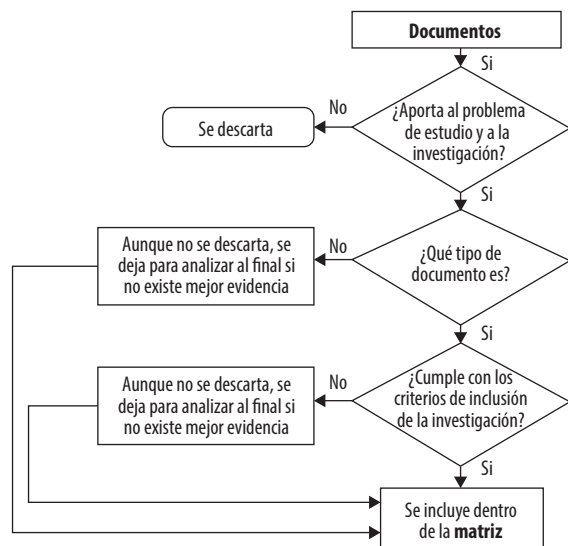 Documentos
Si
¿Aporta al problema
de estudio y a la
investigación?
No
Se descarta
Si
¿Qué tipo de
documento es?
No
Aunque no se descarta, se
deja para analizar al final si
no existe mejor evidencia
Si
¿Cumple con los
criterios de inclusión
de la investigación?
No
Aunque no se descarta, se
deja para analizar al final si
no existe mejor evidencia
Si
Se incluye dentro
de la matriz